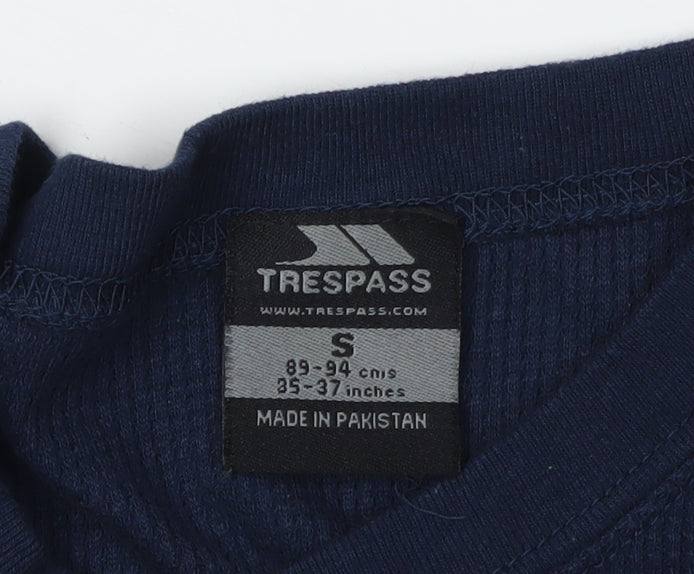 TRESPASS
WWW.TRESPASS.COM
S
89-94 cms
35-37 inches
MADE IN PAKISTAN